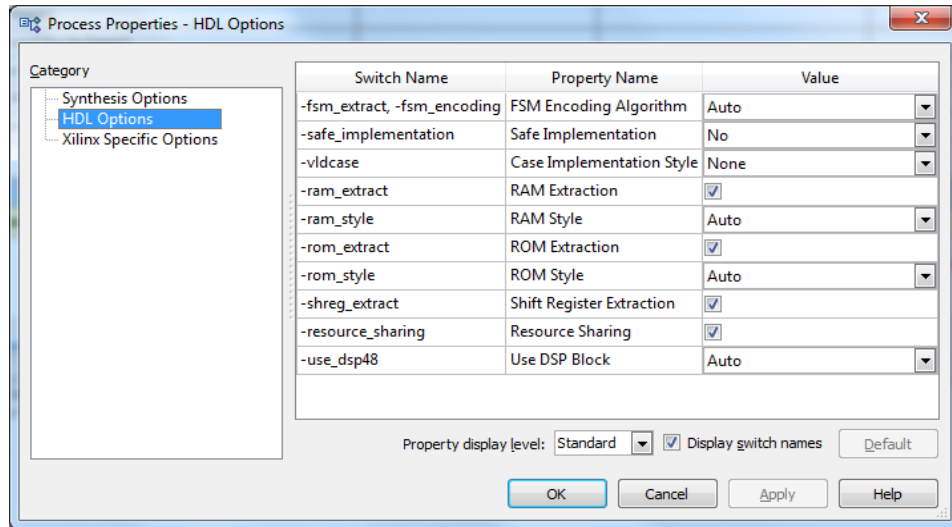 Process Properties - HDL Options
Category
Synthesis Options
HDL Options
Xilinx Specific Options
Switch Name Property Name Value
-fsm_extract, -fsm_encoding FSM Encoding Algorithm Auto
-safe_implementation Safe Implementation No
-vldcase Case Implementation Style None
-ram_extract RAM Extraction
-ram_style RAM Style Auto
-rom_extract ROM Extraction
-rom_style ROM Style Auto
-shreg_extract Shift Register Extraction
-resource_sharing Resource Sharing
-use_dsp48 Use DSP Block Auto
Property display level: Standard Display switch names Default
OK Cancel Apply Help